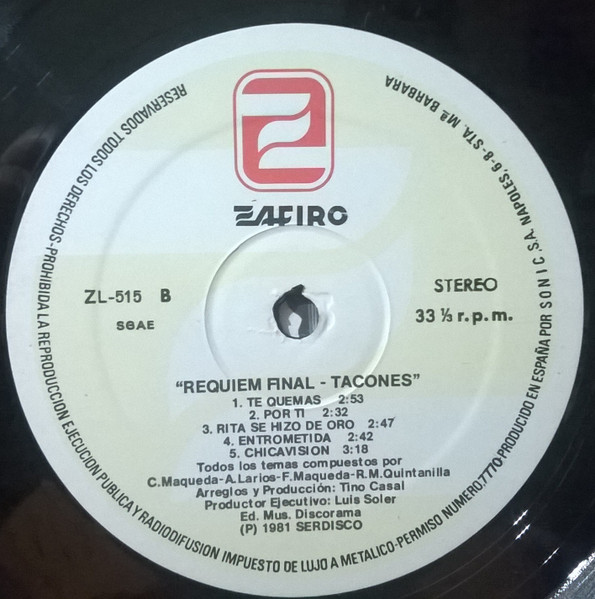 ZAFIRO
ZL-515 B
SGAE
STEREO
33 ⅓ r.p.m.
"REQUIEM FINAL - TACONES"
1. TE QUEMAS 2:53
2. POR TI 2:32
3. RITA SE HIZO DE ORO 2:47
4. ENTROMETIDA 2:42
5. CHICAVISION 3:18
Todos los temas compuestos por
C.Maqueda-A.Larios-F.Maqueda-R.M.Quintanilla
Arreglos y Producción: Tino Casal
Productor Ejecutivo: Luis Soler
Ed. Mus. Discorama
(P) 1981 SERDISCO
RESERVADOS TODOS LOS DERECHOS-PROHIBIDA LA REPRODUCCION EJECUCION PUBLICA Y RADIODIFUSION IMPUESTO DE LUJO A METALICO-PERMISO NUMERO:7770-PRODUCIDO EN ESPAÑA POR SONIC, S.A. NAPOLES, 6-8-STA. Mª BARBARA